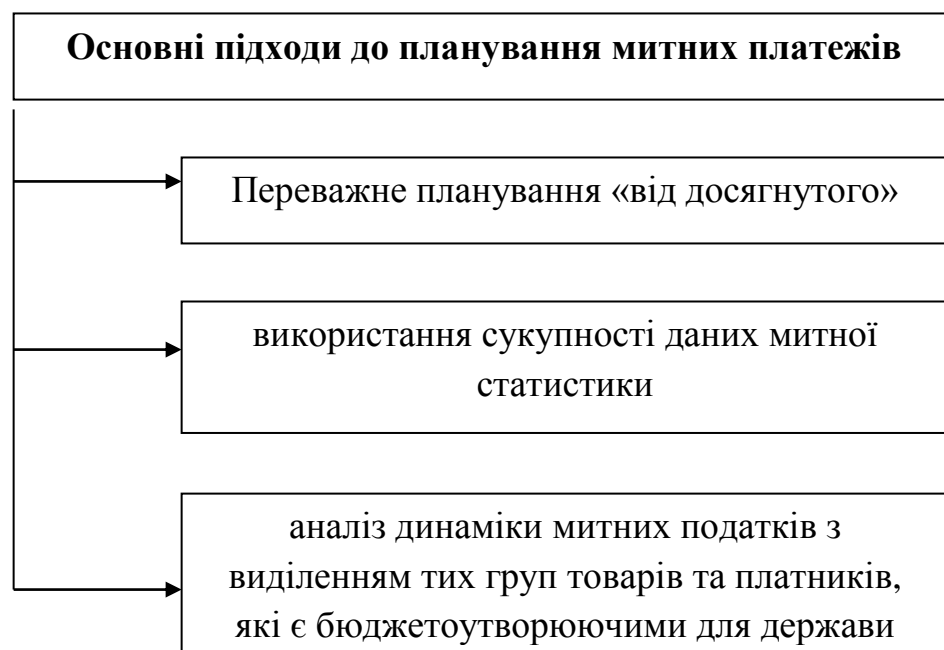 Основні підходи до планування митних платежів
Переважне планування «від досягнутого»
використання сукупності даних митної
статистики
аналіз динаміки митних податків з
виділенням тих груп товарів та платників,
які є бюджетоутворюючими для держави